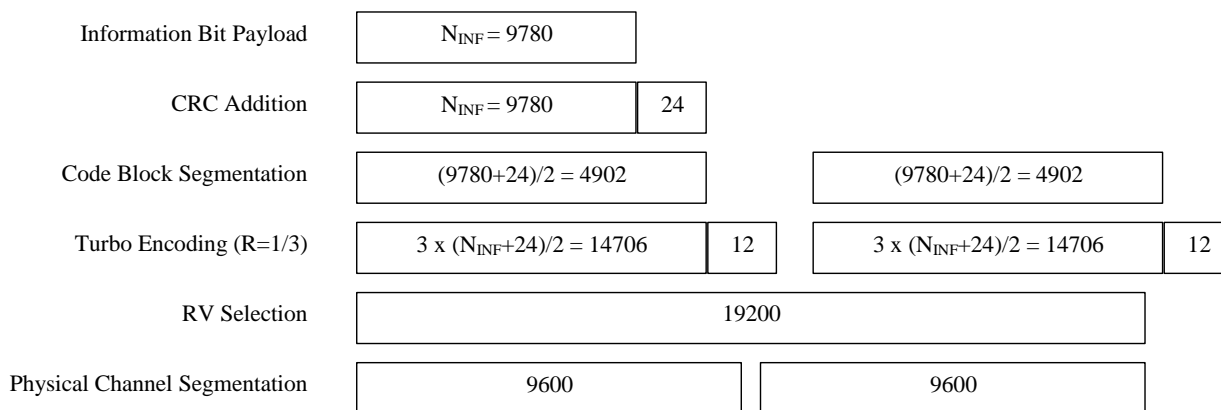 Information Bit Payload N_INF = 9780
CRC Addition N_INF = 9780 24
Code Block Segmentation (9780+24)/2 = 4902 (9780+24)/2 = 4902
Turbo Encoding (R=1/3) 3 x (N_INF+24)/2 = 14706 12 3 x (N_INF+24)/2 = 14706 12
RV Selection 19200
Physical Channel Segmentation 9600 9600